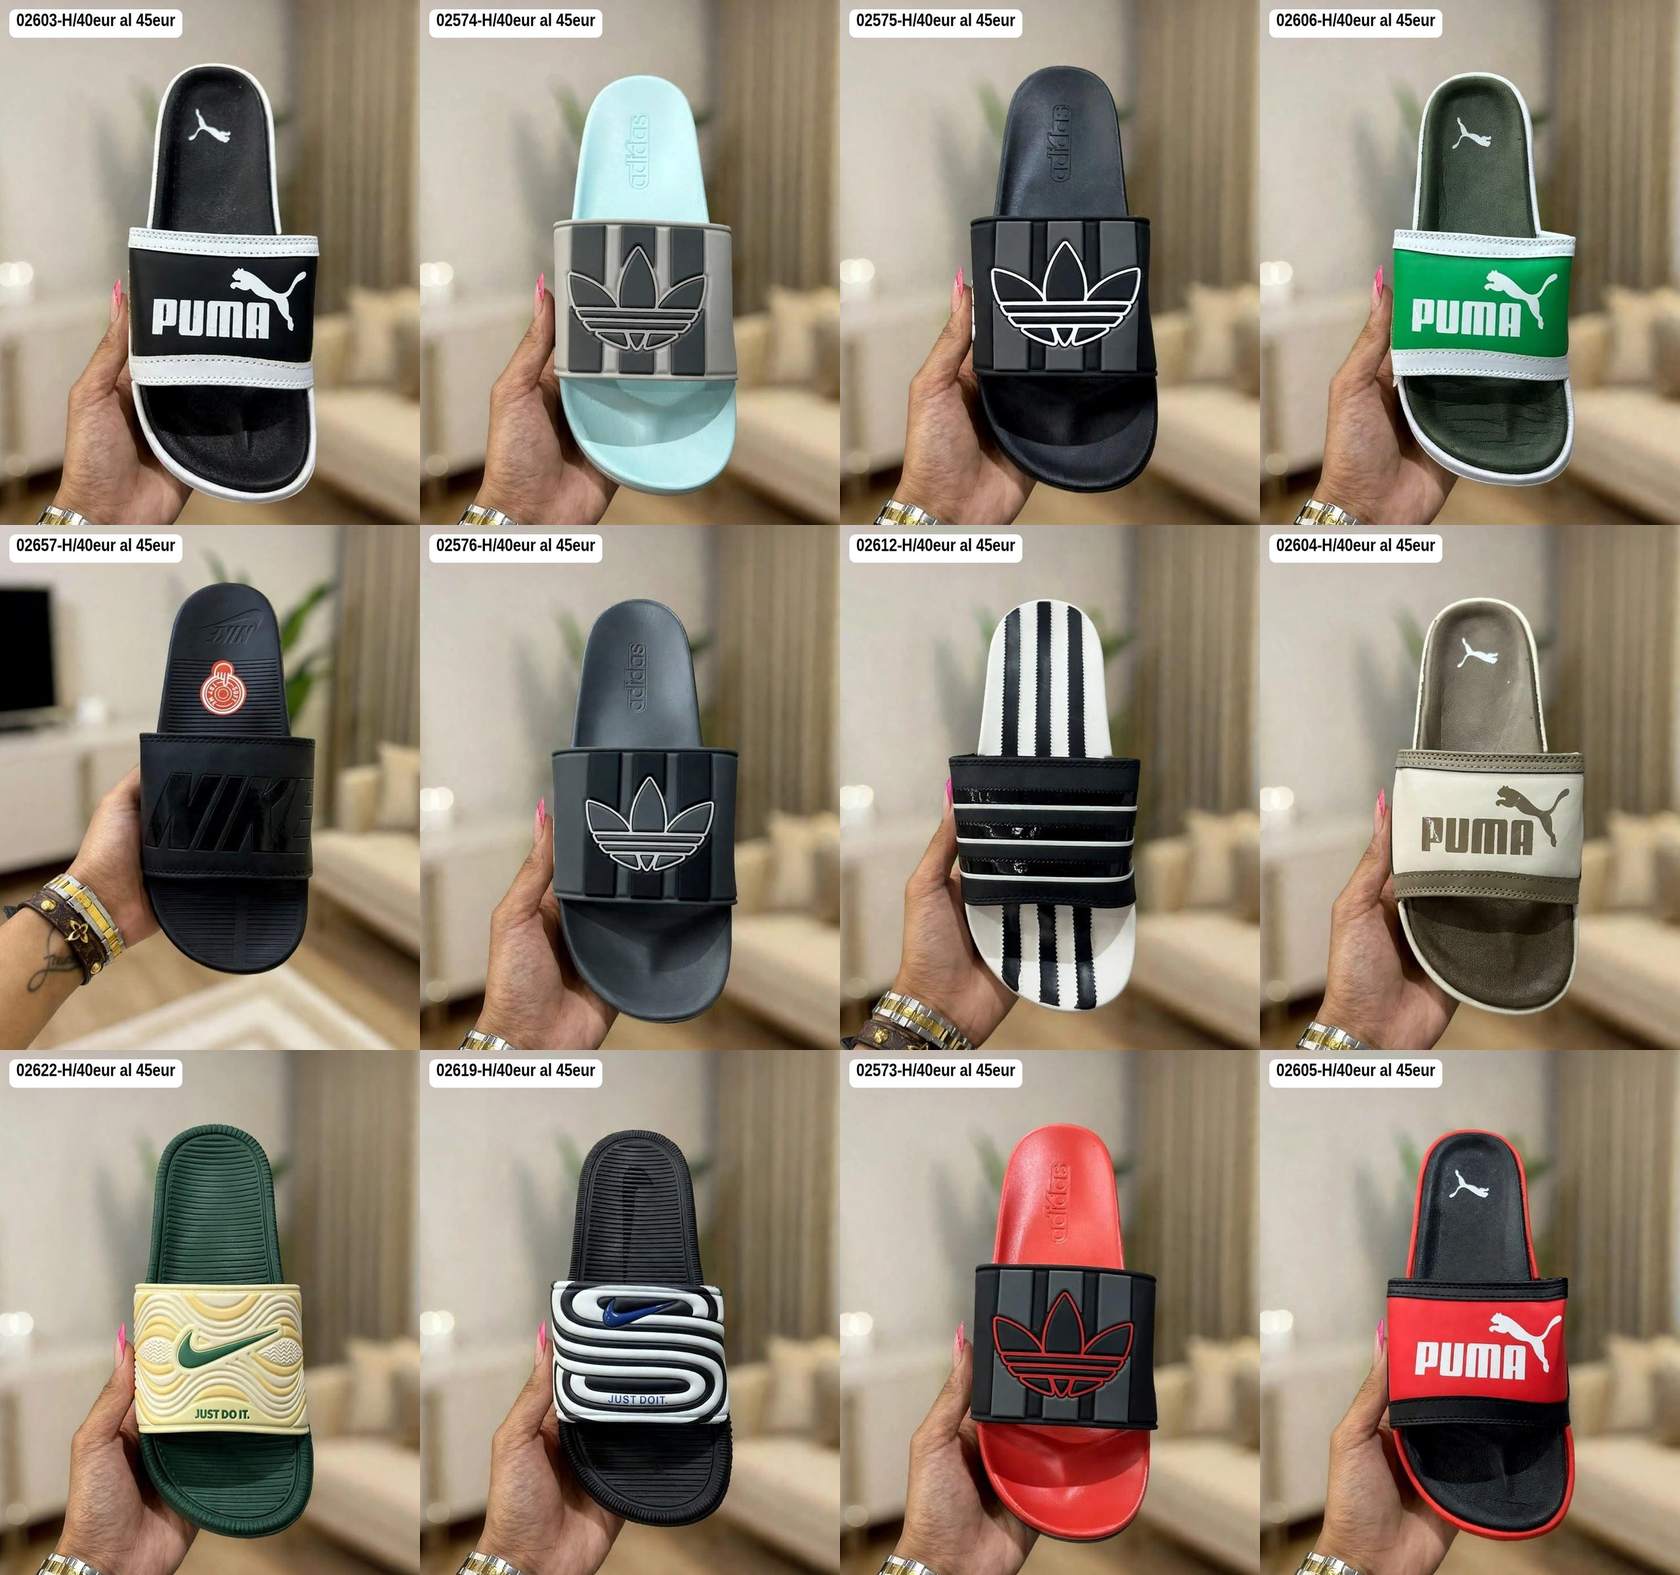 02603-H/40eur al 45eur
PUMA
02574-H/40eur al 45eur
adidas
02575-H/40eur al 45eur
adidas
02606-H/40eur al 45eur
PUMA
02657-H/40eur al 45eur
NIKE
NIKE
02576-H/40eur al 45eur
adidas
02612-H/40eur al 45eur
02604-H/40eur al 45eur
PUMA
02622-H/40eur al 45eur
JUST DO IT.
02619-H/40eur al 45eur
JUST DO IT.
02573-H/40eur al 45eur
adidas
02605-H/40eur al 45eur
PUMA